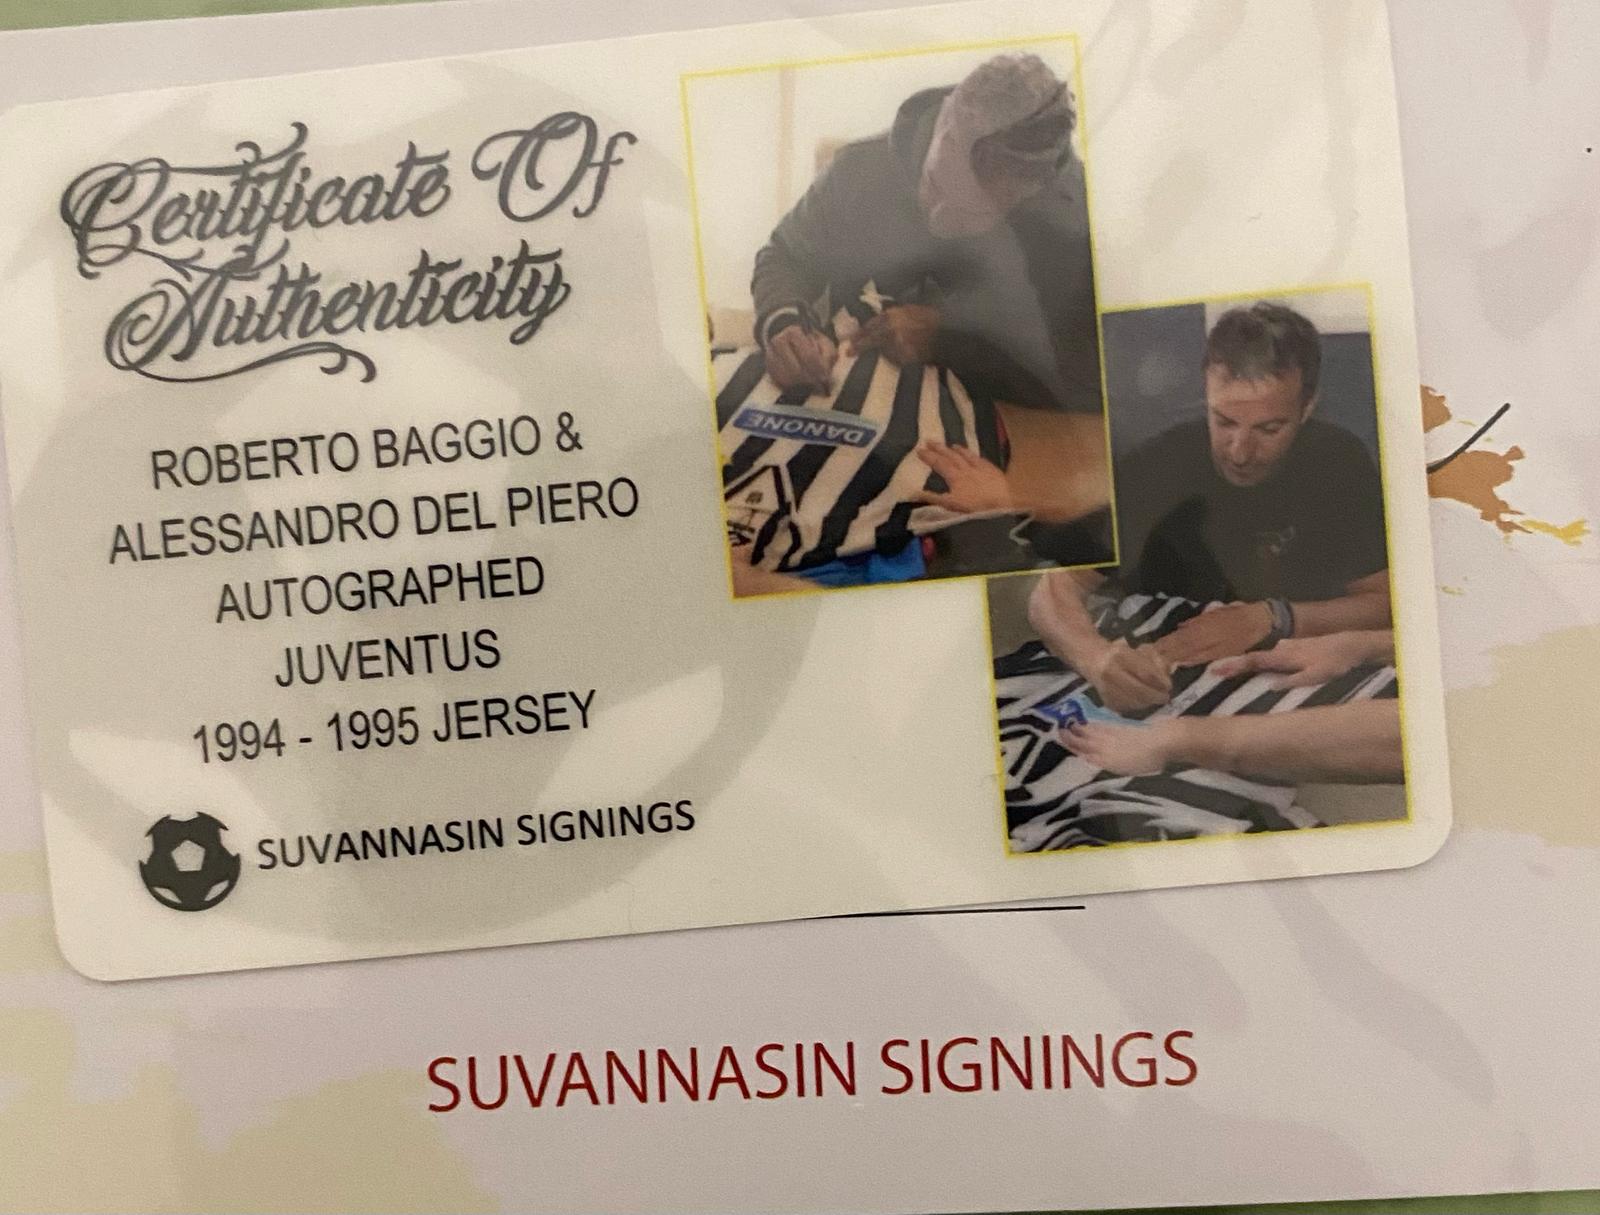 Certificate Of
Authenticity
ROBERTO BAGGIO &
ALESSANDRO DEL PIERO
AUTOGRAPHED
JUVENTUS
1994 - 1995 JERSEY
SUVANNASIN SIGNINGS
DANONE
SUVANNASIN SIGNINGS